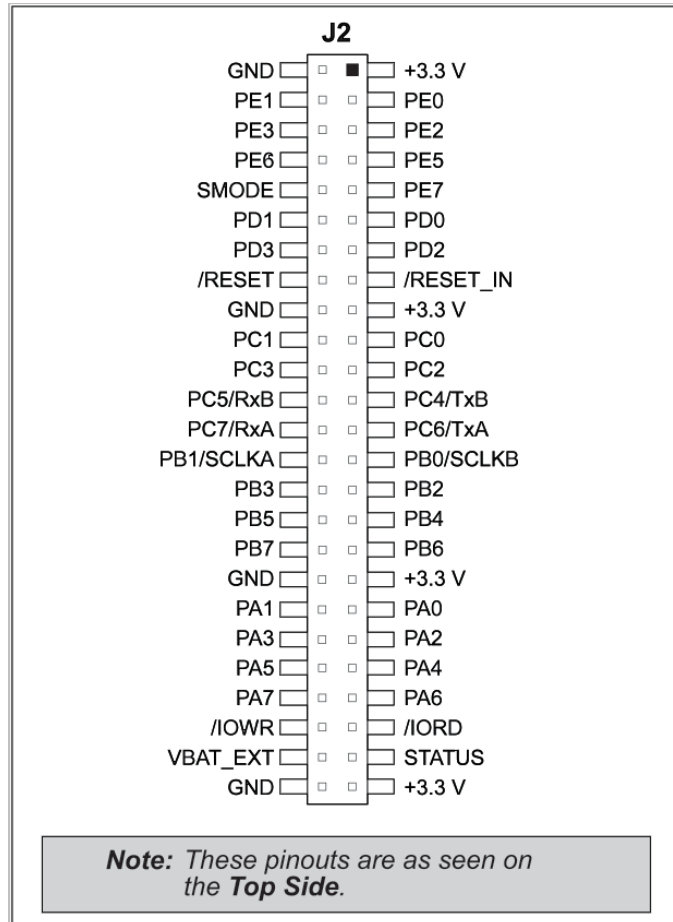 J2
GND +3.3 V
PE1 PE0
PE3 PE2
PE6 PE5
SMODE PE7
PD1 PD0
PD3 PD2
/RESET /RESET_IN
GND +3.3 V
PC1 PC0
PC3 PC2
PC5/RxB PC4/TxB
PC7/RxA PC6/TxA
PB1/SCLKA PB0/SCLKB
PB3 PB2
PB5 PB4
PB7 PB6
GND +3.3 V
PA1 PA0
PA3 PA2
PA5 PA4
PA7 PA6
/IOWR /IORD
VBAT_EXT STATUS
GND +3.3 V
Note: These pinouts are as seen on
the Top Side.